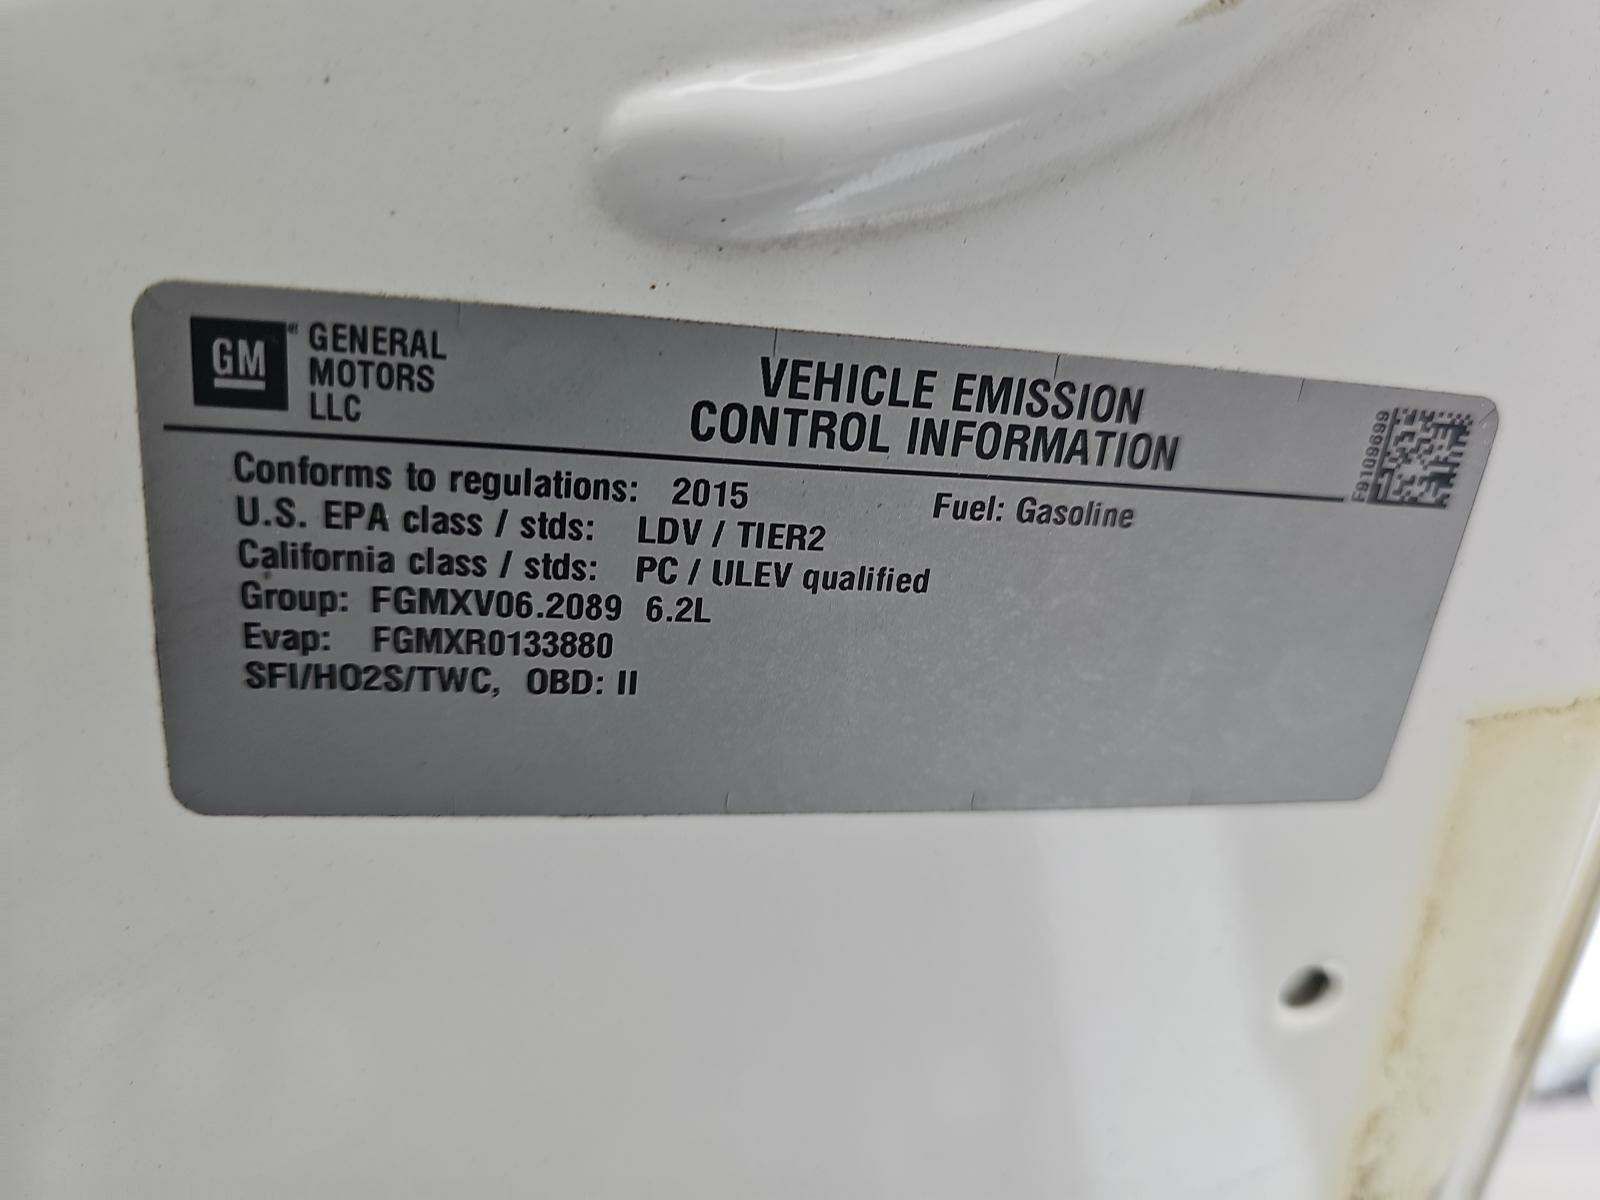 GM
GENERAL
MOTORS
LLC
VEHICLE EMISSION
CONTROL INFORMATION
F9109699
Conforms to regulations: 2015 Fuel: Gasoline
U.S. EPA class / stds: LDV / TIER2
California class / stds: PC / ULEV qualified
Group: FGMXV06.2089 6.2L
Evap: FGMXR0133880
SFI/HO2S/TWC, OBD: II